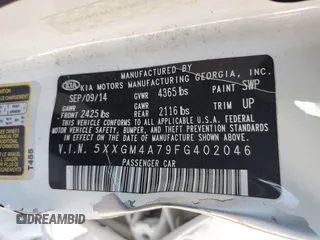 MANUFACTURED BY
KIA KIA MOTORS MANUFACTURING GEORGIA, INC.
SEP/09/14 GVWR 4365 lbs PAINT SWP
GAWR FRONT 2425 lbs GAWR REAR 2116 lbs TRIM UP
THIS VEHICLE CONFORMS TO ALL APPLICABLE
U.S. FEDERAL MOTOR VEHICLE SAFETY, BUMPER,
AND THEFT PREVENTION STANDARDS IN EFFECT ON
THE DATE OF MANUFACTURE SHOWN ABOVE.
V.I.N. 5XXGM4A79FG402046
PASSENGER CAR
T455
DREAMBID